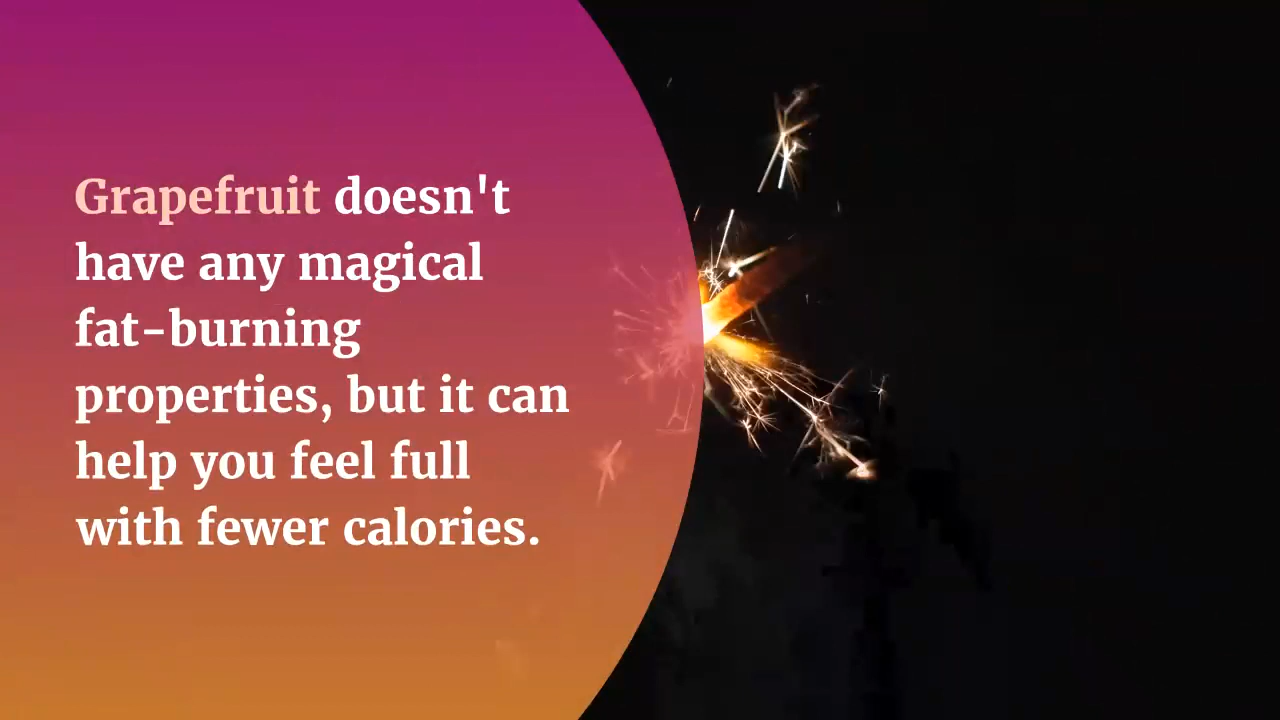 Grapefruit doesn't
have any magical
fat-burning
properties, but it can
help you feel full
with fewer calories.